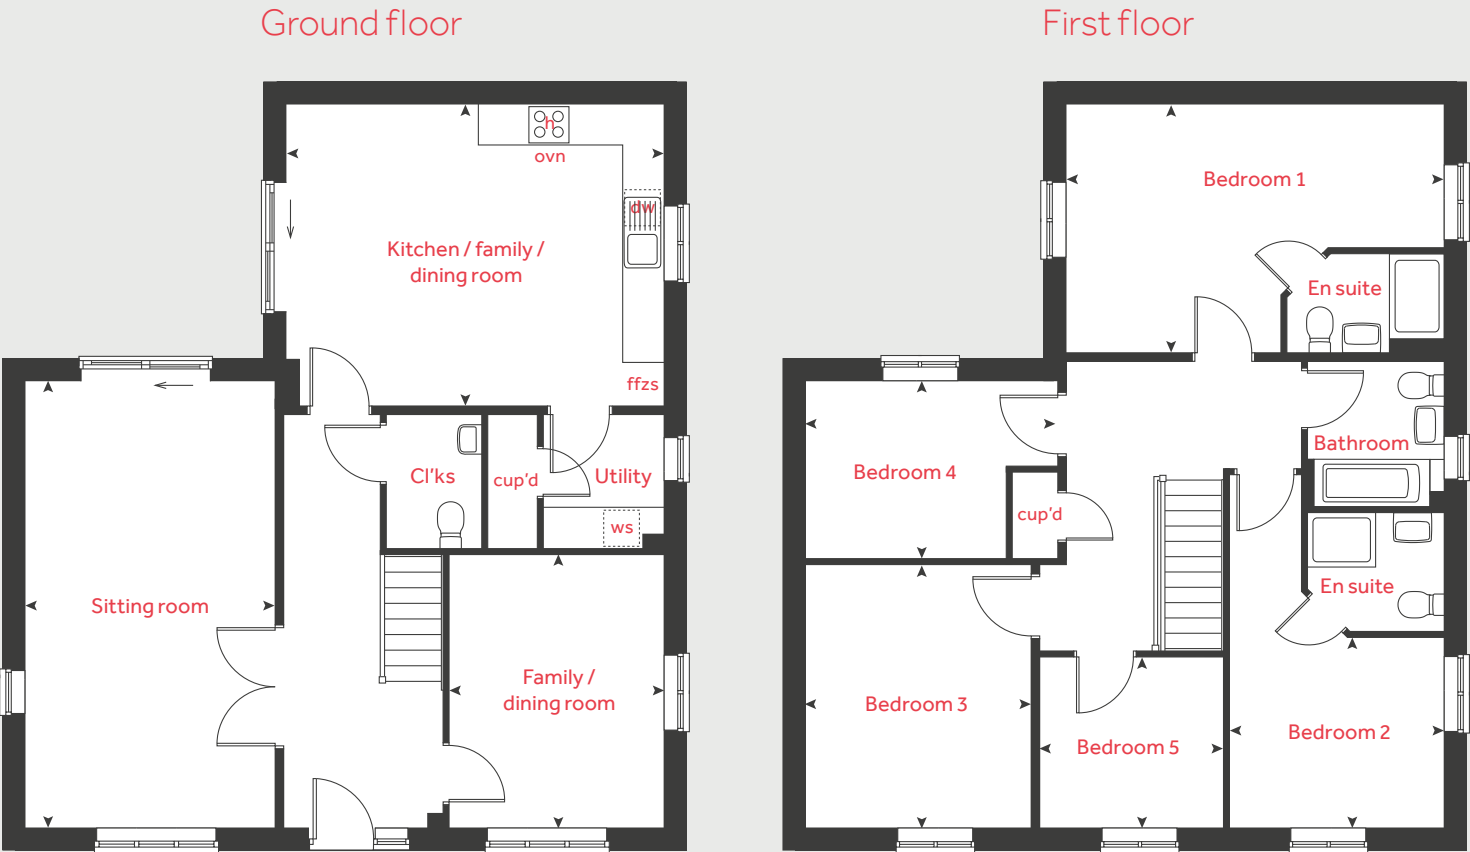 Ground floor
h
ovn
dw
Kitchen / family /
dining room
ffzs
Cl'ks
cup'd
Utility
ws
Sitting room
Family /
dining room
First floor
Bedroom 1
En suite
Bathroom
Bedroom 4
cup'd
En suite
Bedroom 3
Bedroom 5
Bedroom 2